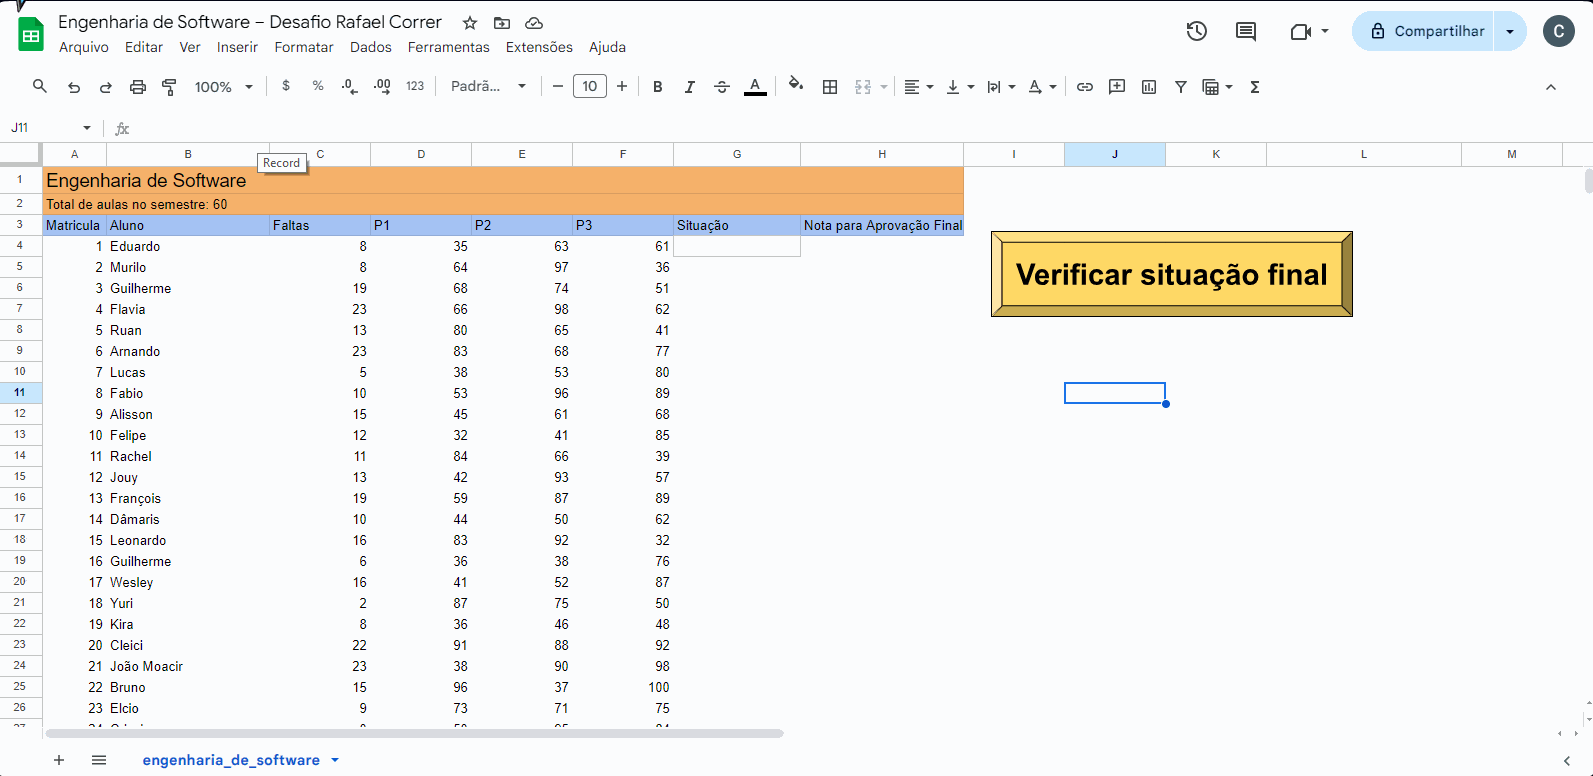 Engenharia de Software – Desafio Rafael Correr
Arquivo Editar Ver Inserir Formatar Dados Ferramentas Extensões Ajuda
Compartilhar
C
100% $ % .0 .00 123 Padrã... 10 B I A A Σ
J11 fx
Record
A B C D E F G H I J K L M
1 Engenharia de Software
2 Total de aulas no semestre: 60
3 Matricula Aluno Faltas P1 P2 P3 Situação Nota para Aprovação Final
4 1 Eduardo 8 35 63 61
5 2 Murilo 8 64 97 36
6 3 Guilherme 19 68 74 51
7 4 Flavia 23 66 98 62
8 5 Ruan 13 80 65 41
9 6 Arnando 23 83 68 77
10 7 Lucas 5 38 53 80
11 8 Fabio 10 53 96 89
12 9 Alisson 15 45 61 68
13 10 Felipe 12 32 41 85
14 11 Rachel 11 84 66 39
15 12 Jouy 13 42 93 57
16 13 François 19 59 87 89
17 14 Dâmaris 10 44 50 62
18 15 Leonardo 16 83 92 32
19 16 Guilherme 6 36 38 76
20 17 Wesley 16 41 52 87
21 18 Yuri 2 87 75 50
22 19 Kira 8 36 46 48
23 20 Cleici 22 91 88 92
24 21 João Moacir 23 38 90 98
25 22 Bruno 15 96 37 100
26 23 Elcio 9 73 71 75
Verificar situação final
engenharia_de_software